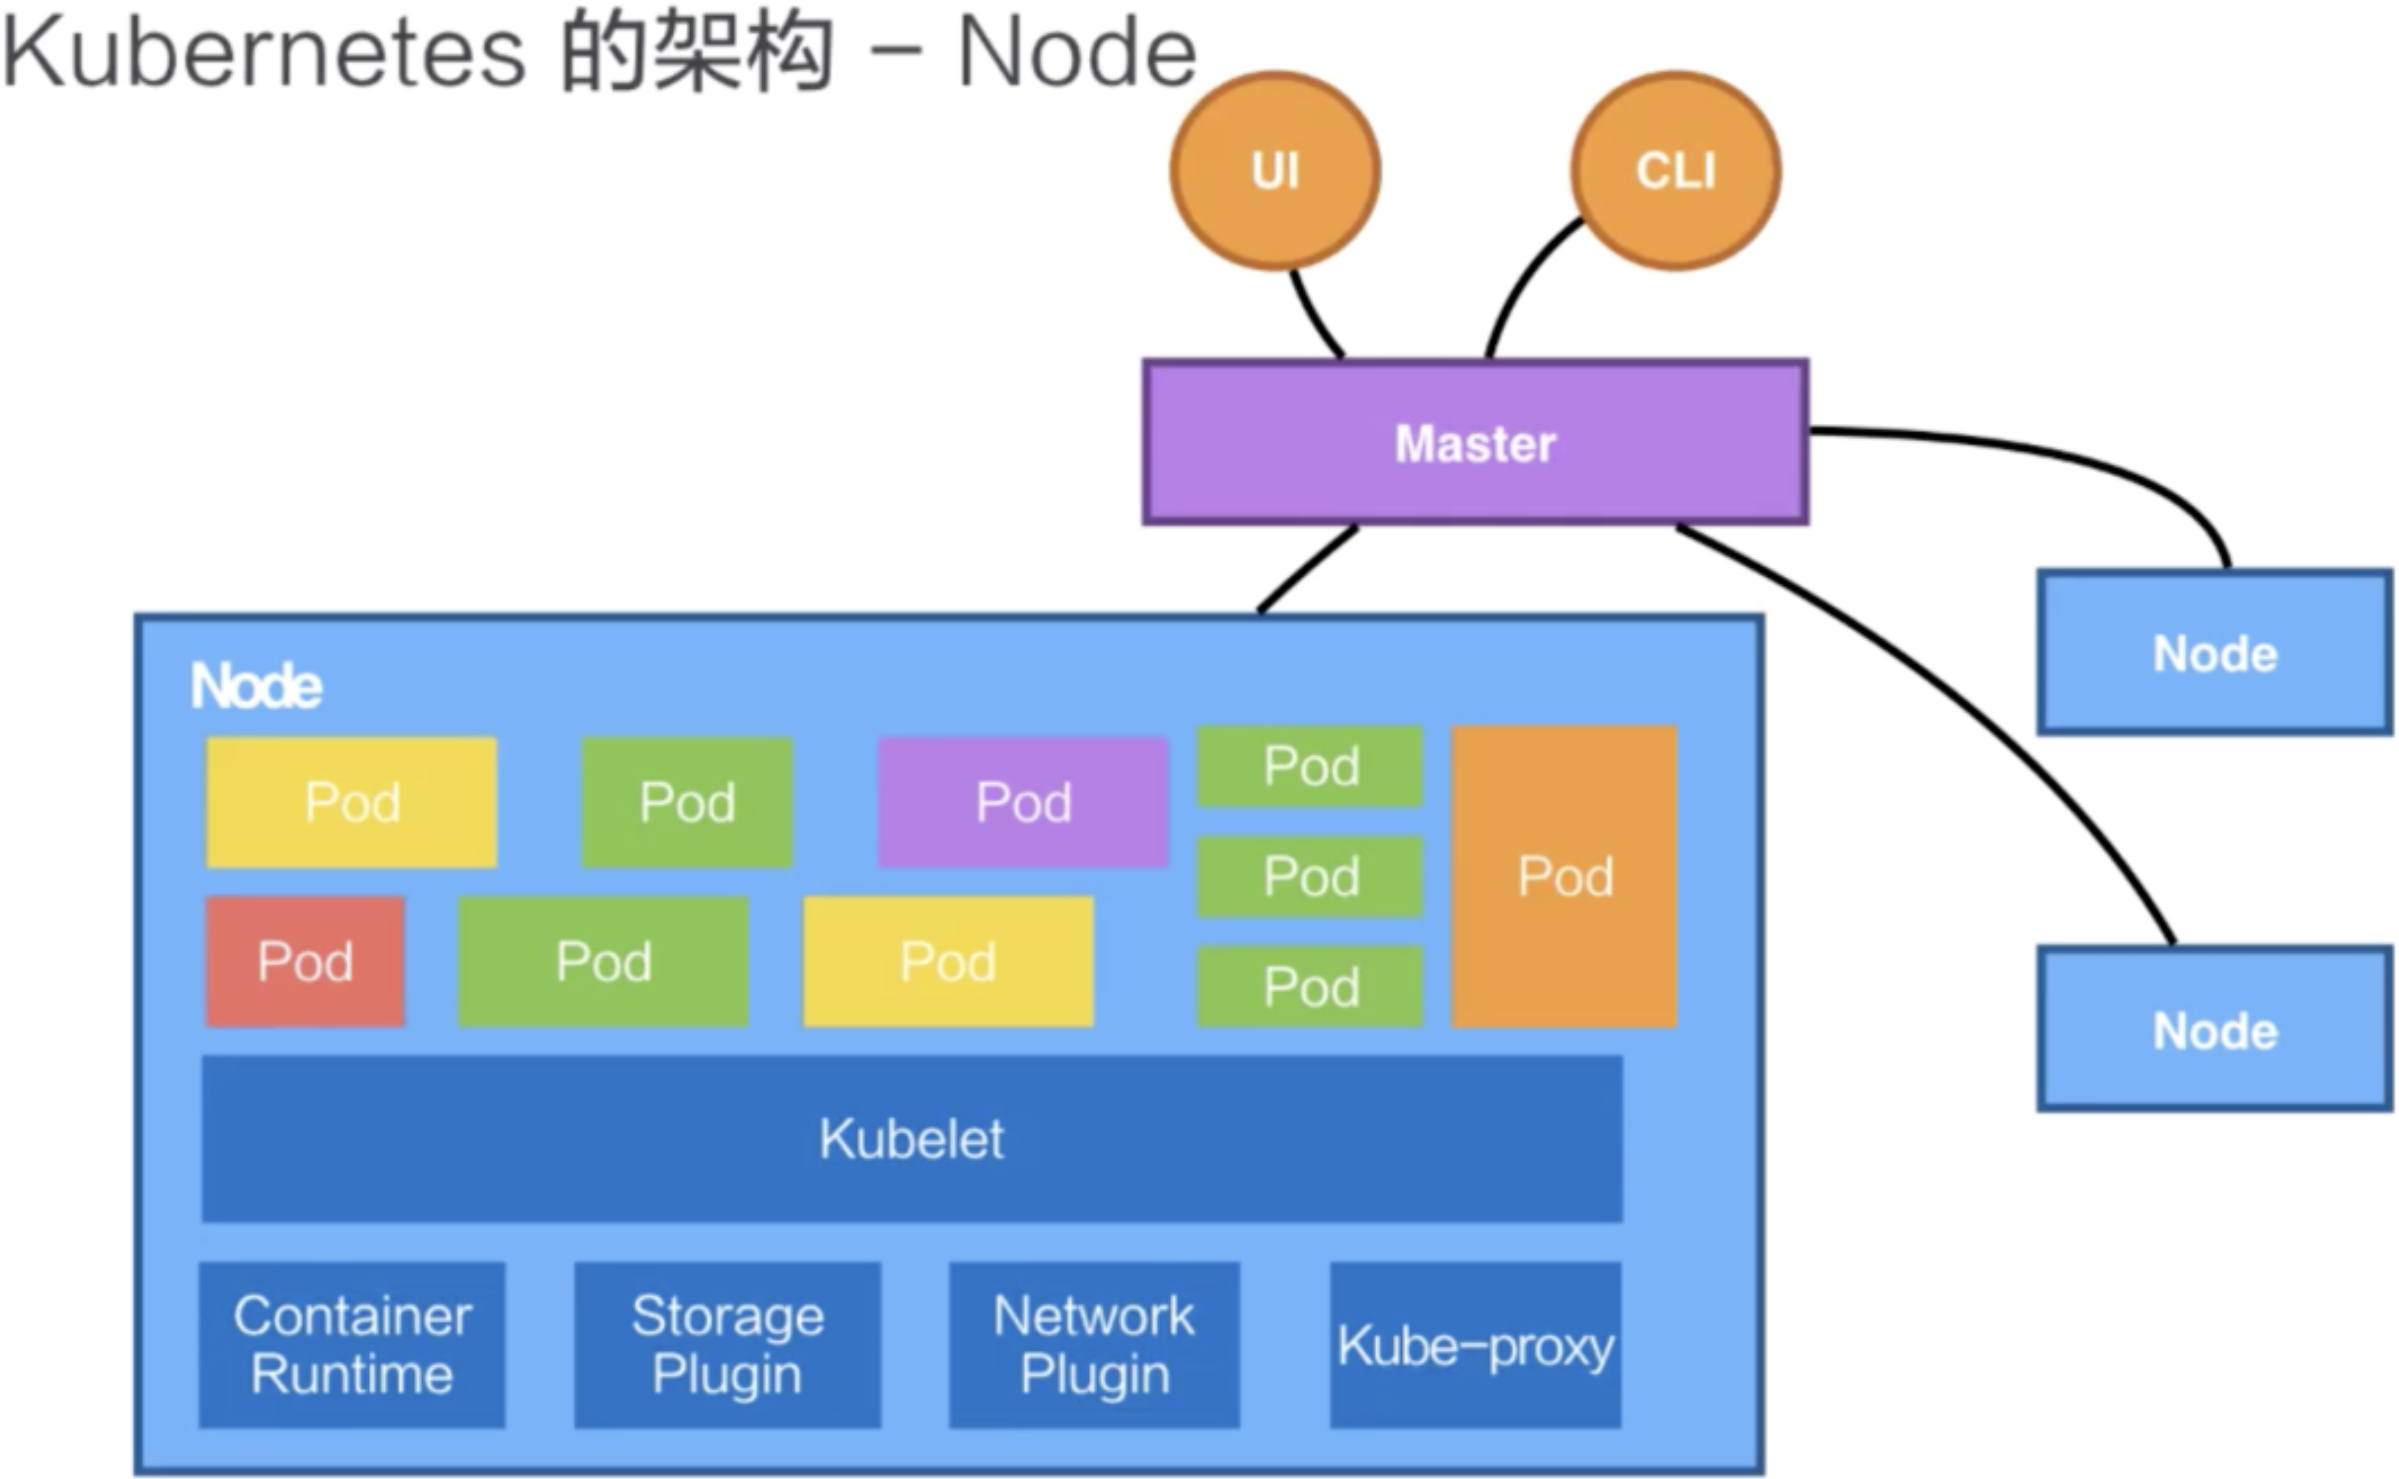 Kubernetes 的架构 – Node
UI
CLI
Master
Node
Node
Node
Pod
Pod
Pod
Pod
Pod
Pod
Pod
Pod
Pod
Pod
Kubelet
Container
Runtime
Storage
Plugin
Network
Plugin
Kube-proxy